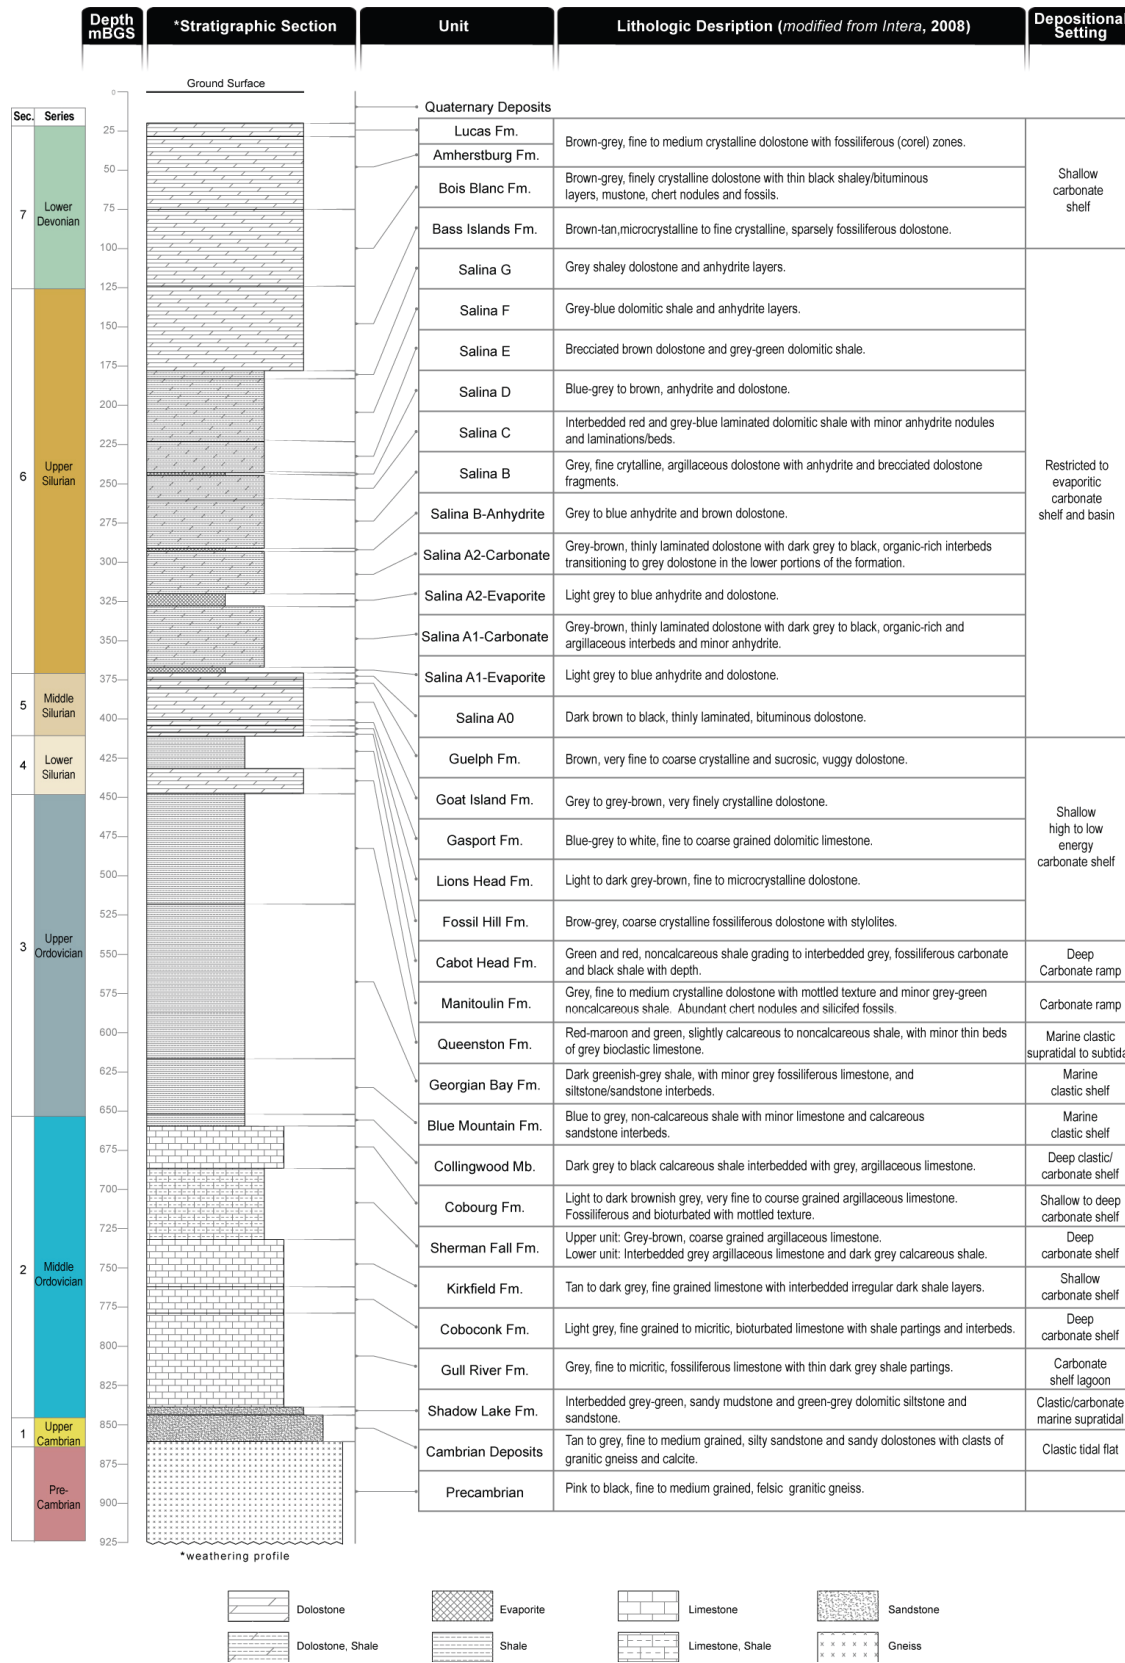 Depth
mBGS
*Stratigraphic Section
Unit
Lithologic Desription (modified from Intera, 2008)
Depositional
Setting
Ground Surface
Sec. Series
7
Lower
Devonian
6
Upper
Silurian
5
Middle
Silurian
4
Lower
Silurian
3
Upper
Ordovician
2
Middle
Ordovician
1
Upper
Cambrian
Pre-
Cambrian
0
25
50
75
100
125
150
175
200
225
250
275
300
325
350
375
400
425
450
475
500
525
550
575
600
625
650
675
700
725
750
775
800
825
850
875
900
925
*weathering profile
Quaternary Deposits
Lucas Fm.
Amherstburg Fm.
Brown-grey, fine to medium crystalline dolostone with fossiliferous (corel) zones.
Bois Blanc Fm.
Brown-grey, finely crystalline dolostone with thin black shaley/bituminous
layers, mustone, chert nodules and fossils.
Bass Islands Fm.
Brown-tan,microcrystalline to fine crystalline, sparsely fossiliferous dolostone.
Shallow
carbonate
shelf
Salina G
Grey shaley dolostone and anhydrite layers.
Salina F
Grey-blue dolomitic shale and anhydrite layers.
Salina E
Brecciated brown dolostone and grey-green dolomitic shale.
Salina D
Blue-grey to brown, anhydrite and dolostone.
Salina C
Interbedded red and grey-blue laminated dolomitic shale with minor anhydrite nodules
and laminations/beds.
Salina B
Grey, fine crytalline, argillaceous dolostone with anhydrite and brecciated dolostone
fragments.
Salina B-Anhydrite
Grey to blue anhydrite and brown dolostone.
Salina A2-Carbonate
Grey-brown, thinly laminated dolostone with dark grey to black, organic-rich interbeds
transitioning to grey dolostone in the lower portions of the formation.
Salina A2-Evaporite
Light grey to blue anhydrite and dolostone.
Salina A1-Carbonate
Grey-brown, thinly laminated dolostone with dark grey to black, organic-rich and
argillaceous interbeds and minor anhydrite.
Salina A1-Evaporite
Light grey to blue anhydrite and dolostone.
Salina A0
Dark brown to black, thinly laminated, bituminous dolostone.
Restricted to
evaporitic
carbonate
shelf and basin
Guelph Fm.
Brown, very fine to coarse crystalline and sucrosic, vuggy dolostone.
Goat Island Fm.
Grey to grey-brown, very finely crystalline dolostone.
Gasport Fm.
Blue-grey to white, fine to coarse grained dolomitic limestone.
Lions Head Fm.
Light to dark grey-brown, fine to microcrystalline dolostone.
Fossil Hill Fm.
Brow-grey, coarse crystalline fossiliferous dolostone with stylolites.
Shallow
high to low
energy
carbonate shelf
Cabot Head Fm.
Green and red, noncalcareous shale grading to interbedded grey, fossiliferous carbonate
and black shale with depth.
Deep
Carbonate ramp
Manitoulin Fm.
Grey, fine to medium crystalline dolostone with mottled texture and minor grey-green
noncalcareous shale. Abundant chert nodules and silicifed fossils.
Carbonate ramp
Queenston Fm.
Red-maroon and green, slightly calcareous to noncalcareous shale, with minor thin beds
of grey bioclastic limestone.
Marine clastic
supratidal to subtida
Georgian Bay Fm.
Dark greenish-grey shale, with minor grey fossiliferous limestone, and
siltstone/sandstone interbeds.
Marine
clastic shelf
Blue Mountain Fm.
Blue to grey, non-calcareous shale with minor limestone and calcareous
sandstone interbeds.
Marine
clastic shelf
Collingwood Mb.
Dark grey to black calcareous shale interbedded with grey, argillaceous limestone.
Deep clastic/
carbonate shelf
Cobourg Fm.
Light to dark brownish grey, very fine to course grained argillaceous limestone.
Fossiliferous and bioturbated with mottled texture.
Shallow to deep
carbonate shelf
Sherman Fall Fm.
Upper unit: Grey-brown, coarse grained argillaceous limestone.
Lower unit: Interbedded grey argillaceous limestone and dark grey calcareous shale.
Deep
carbonate shelf
Kirkfield Fm.
Tan to dark grey, fine grained limestone with interbedded irregular dark shale layers.
Shallow
carbonate shelf
Coboconk Fm.
Light grey, fine grained to micritic, bioturbated limestone with shale partings and interbeds.
Deep
carbonate shelf
Gull River Fm.
Grey, fine to micritic, fossiliferous limestone with thin dark grey shale partings.
Carbonate
shelf lagoon
Shadow Lake Fm.
Interbedded grey-green, sandy mudstone and green-grey dolomitic siltstone and
sandstone.
Clastic/carbonate
marine supratidal
Cambrian Deposits
Tan to grey, fine to medium grained, silty sandstone and sandy dolostones with clasts of
granitic gneiss and calcite.
Clastic tidal flat
Precambrian
Pink to black, fine to medium grained, felsic granitic gneiss.
Dolostone
Evaporite
Limestone
Sandstone
Dolostone, Shale
Shale
Limestone, Shale
Gneiss